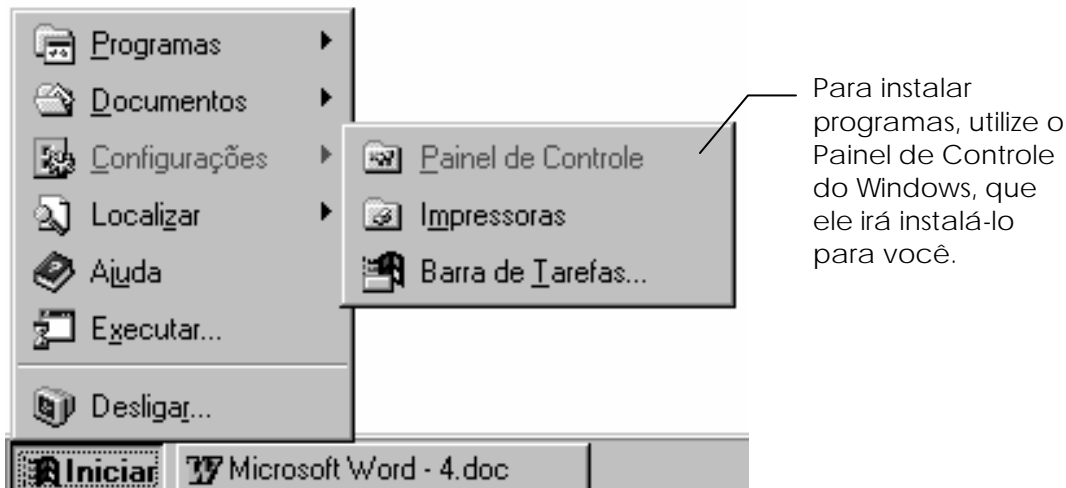 Programas
Documentos
Configurações
Localizar
Ajuda
Executar...
Desligar...
Painel de Controle
Impressoras
Barra de Tarefas...
Para instalar
programas, utilize o
Painel de Controle
do Windows, que
ele irá instalá-lo
para você.
Iniciar
Microsoft Word - 4.doc